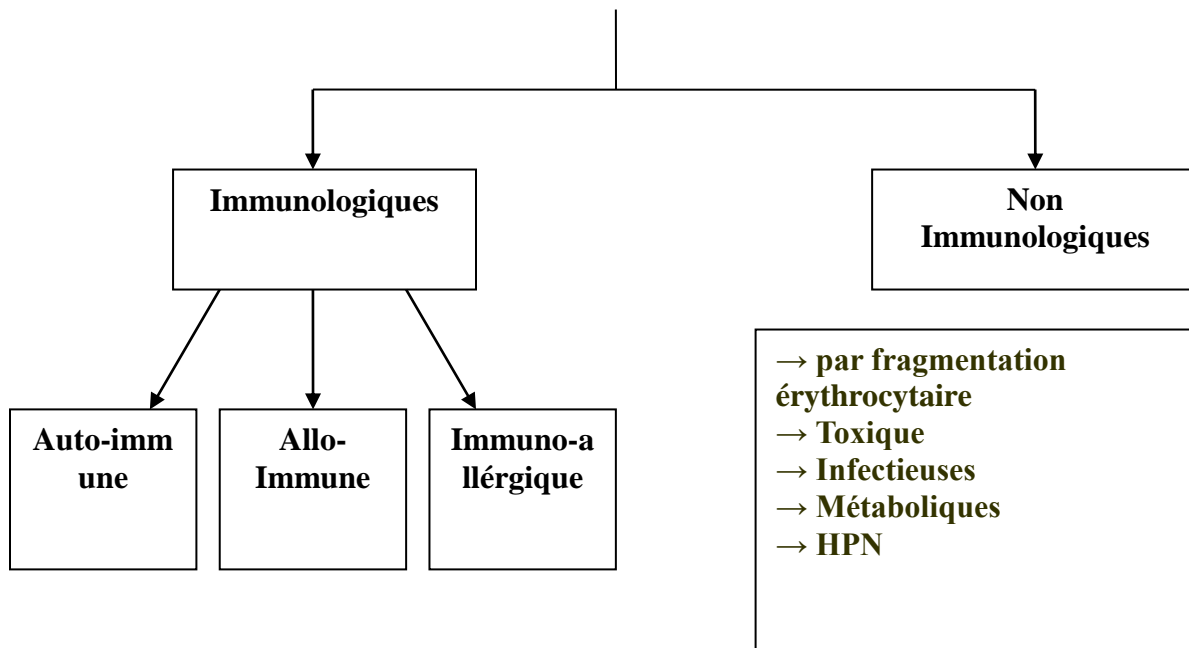 Immunologiques
Non
Immunologiques
Auto-imm
une
Allo-
Immune
Immuno-a
llérgique
→ par fragmentation
érythrocytaire
→ Toxique
→ Infectieuses
→ Métaboliques
→ HPN